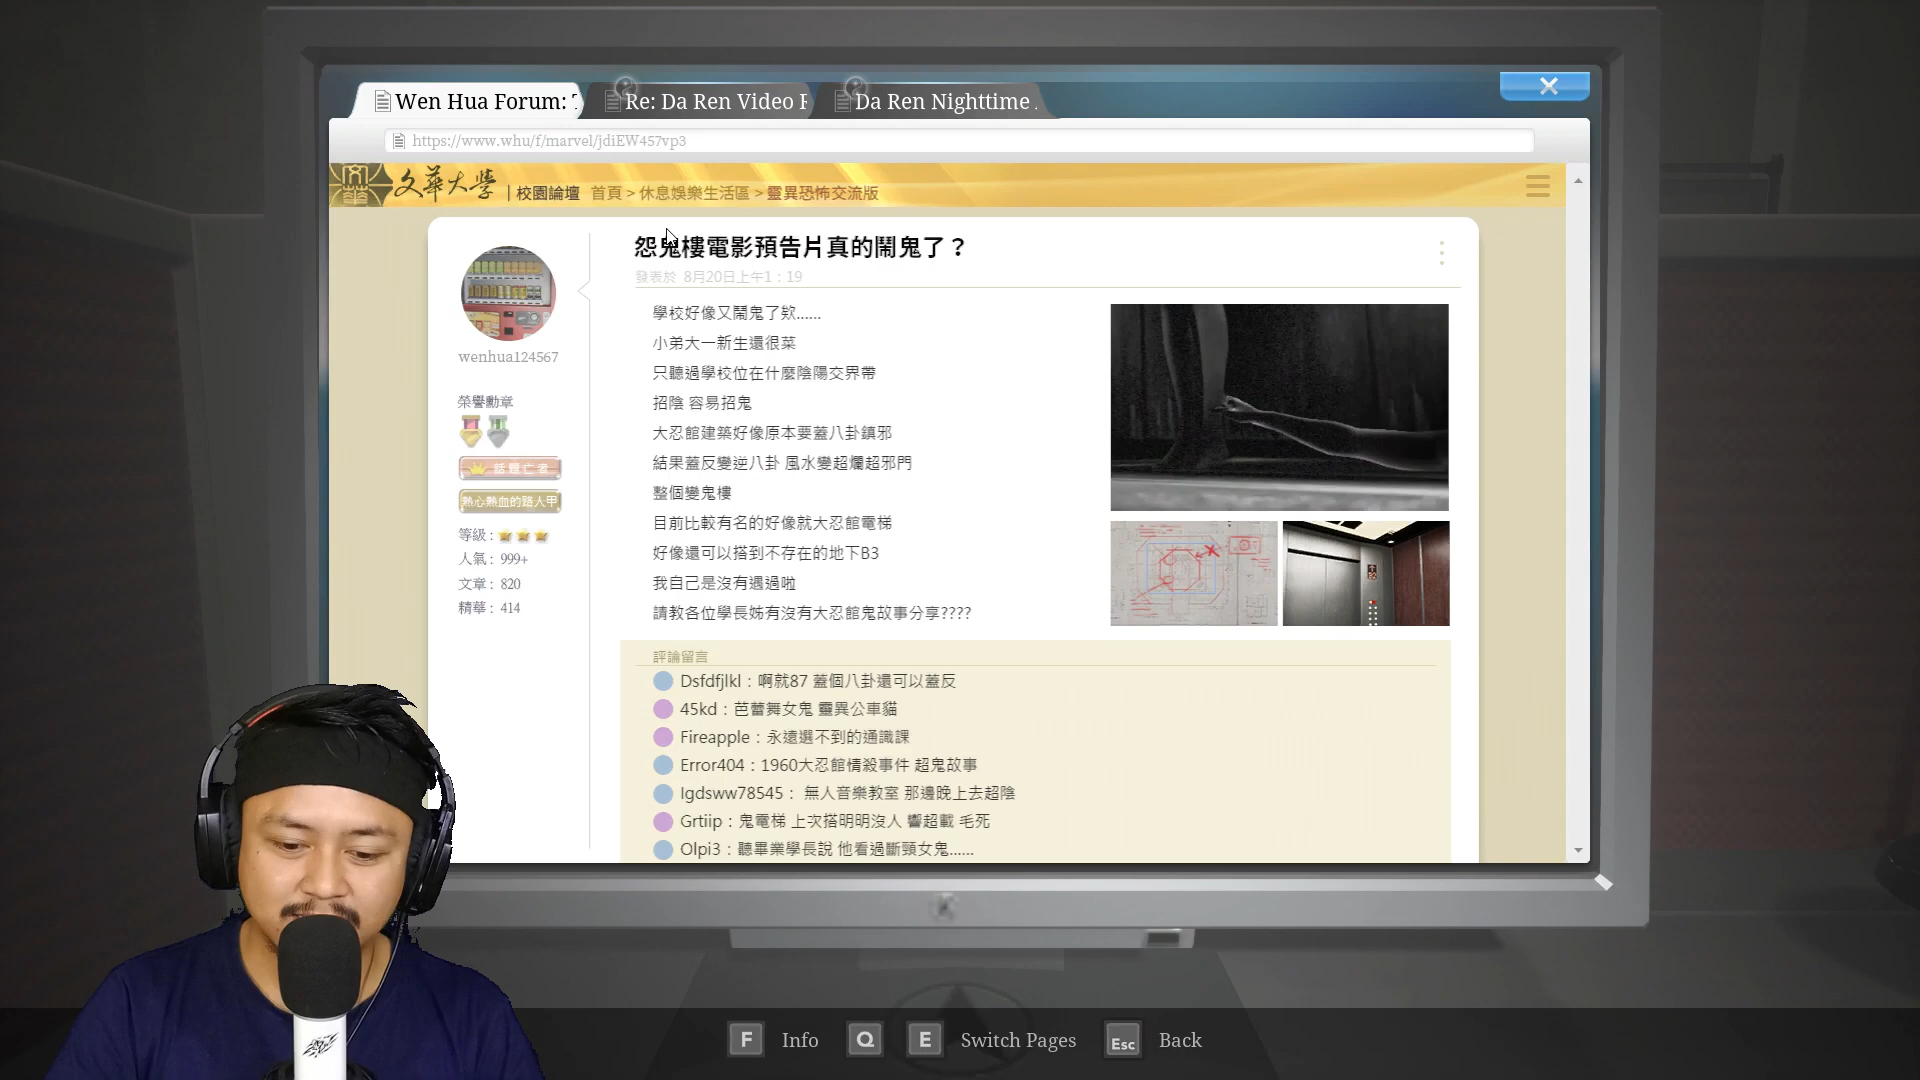 Wen Hua Forum:
Re: Da Ren Video
Da Ren Nighttime
https://www.whu/f/marvel/jdiEW457vp3
文華大學 | 校園論壇 首頁 > 休息娛樂生活區 > 靈異恐怖交流版
怨鬼樓電影預告片真的鬧鬼了？
發表於 8月20日上午1：19
wenhua124567
榮譽勳章
話題亡者
熱心熱血的路人甲
等級：
人氣：999+
文章：820
精華：414
學校好像又鬧鬼了欸......
小弟大一新生還很菜
只聽過學校位在什麼陰陽交界帶
招陰 容易招鬼
大忍館建築好像原本要蓋八卦鎮邪
結果蓋反變逆八卦 風水變超爛超邪門
整個變鬼樓
目前比較有名的好像就大忍館電梯
好像還可以搭到不存在的地下B3
我自己是沒有遇過啦
請教各位學長姊有沒有大忍館鬼故事分享????
評論留言
Dsfdfjlkl：啊就87 蓋個八卦還可以蓋反
45kd：芭蕾舞女鬼 靈異公車貓
Fireapple：永遠選不到的通識課
Error404：1960大忍館情殺事件 超鬼故事
Igdsww78545： 無人音樂教室 那邊晚上去超陰
Grtiip：鬼電梯 上次搭明明沒人 響超載 毛死
Olpi3：聽畢業學長說 他看過斷頸女鬼......
F Info Q E Switch Pages Esc Back